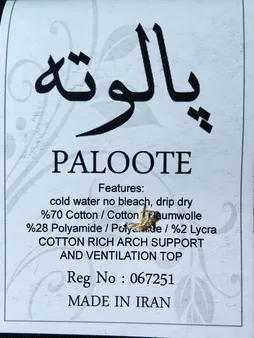 پالوته
PALOOTE
Features:
cold water no bleach, drip dry
%70 Cotton / Cotton
%28 Polyamide / Polyamide / %2 Lycra
COTTON RICH ARCH SUPPORT
AND VENTILATION TOP
Reg No : 067251
MADE IN IRAN